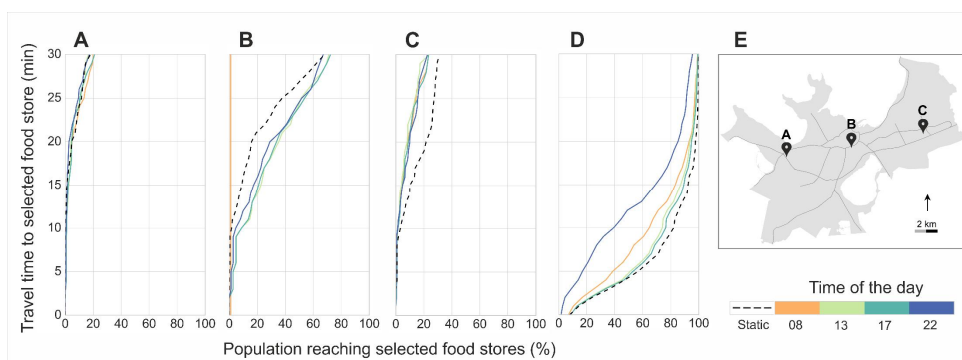 A B C D E
Travel time to selected food store (min)
30
25
20
15
10
5
0
0 20 40 60 80 100
0 20 40 60 80 100
0 20 40 60 80 100
0 20 40 60 80 100
Population reaching selected food stores (%)
A
B
C
2 km
Time of the day
Static 08 13 17 22